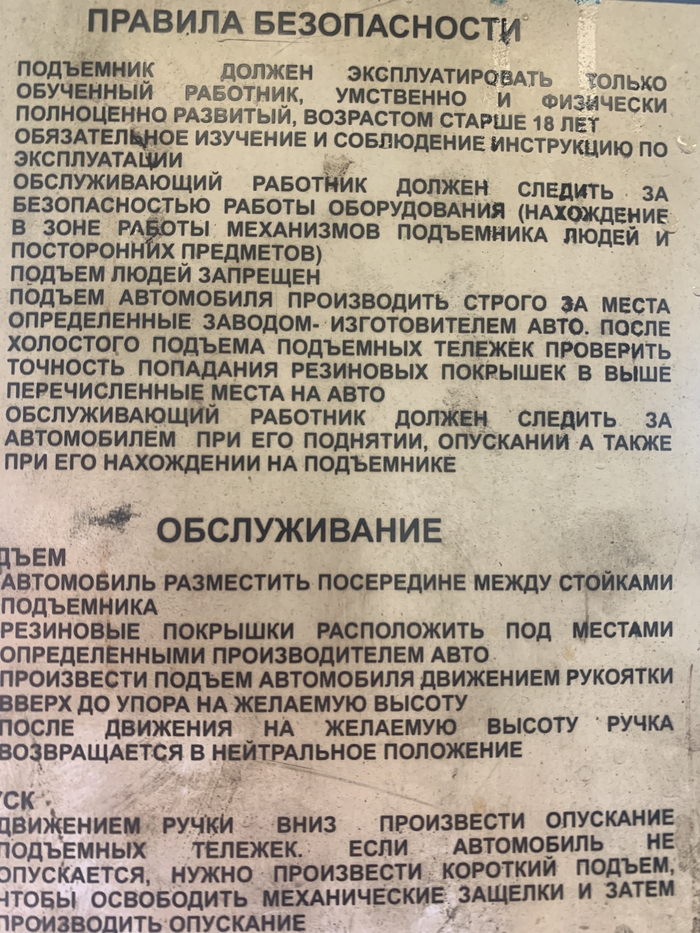 ПРАВИЛА БЕЗОПАСНОСТИ
ПОДЪЕМНИК ДОЛЖЕН ЭКСПЛУАТИРОВАТЬ ТОЛЬКО
ОБУЧЕННЫЙ РАБОТНИК, УМСТВЕННО И ФИЗИЧЕСКИ
ПОЛНОЦЕННО РАЗВИТЫЙ, ВОЗРАСТОМ СТАРШЕ 18 ЛЕТ
ОБЯЗАТЕЛЬНОЕ ИЗУЧЕНИЕ И СОБЛЮДЕНИЕ ИНСТРУКЦИЮ ПО
ЭКСПЛУАТАЦИИ
ОБСЛУЖИВАЮЩИЙ РАБОТНИК ДОЛЖЕН СЛЕДИТЬ ЗА
БЕЗОПАСНОСТЬЮ РАБОТЫ ОБОРУДОВАНИЯ (НАХОЖДЕНИЕ
В ЗОНЕ РАБОТЫ МЕХАНИЗМОВ ПОДЪЕМНИКА ЛЮДЕЙ И
ПОСТОРОННИХ ПРЕДМЕТОВ)
ПОДЪЕМ ЛЮДЕЙ ЗАПРЕЩЕН
ПОДЪЕМ АВТОМОБИЛЯ ПРОИЗВОДИТЬ СТРОГО ЗА МЕСТА
ОПРЕДЕЛЕННЫЕ ЗАВОДОМ- ИЗГОТОВИТЕЛЕМ АВТО. ПОСЛЕ
ХОЛОСТОГО ПОДЪЕМА ПОДЪЕМНЫХ ТЕЛЕЖЕК ПРОВЕРИТЬ
ТОЧНОСТЬ ПОПАДАНИЯ РЕЗИНОВЫХ ПОКРЫШЕК В ВЫШЕ
ПЕРЕЧИСЛЕННЫЕ МЕСТА НА АВТО
ОБСЛУЖИВАЮЩИЙ РАБОТНИК ДОЛЖЕН СЛЕДИТЬ ЗА
АВТОМОБИЛЕМ ПРИ ЕГО ПОДНЯТИИ, ОПУСКАНИИ А ТАКЖЕ
ПРИ ЕГО НАХОЖДЕНИИ НА ПОДЪЕМНИКЕ
ОБСЛУЖИВАНИЕ
ДЪЕМ
АВТОМОБИЛЬ РАЗМЕСТИТЬ ПОСЕРЕДИНЕ МЕЖДУ СТОЙКАМИ
ПОДЪЕМНИКА
РЕЗИНОВЫЕ ПОКРЫШКИ РАСПОЛОЖИТЬ ПОД МЕСТАМИ
ОПРЕДЕЛЕННЫМИ ПРОИЗВОДИТЕЛЕМ АВТО
ПРОИЗВЕСТИ ПОДЪЕМ АВТОМОБИЛЯ ДВИЖЕНИЕМ РУКОЯТКИ
ВВЕРХ ДО УПОРА НА ЖЕЛАЕМУЮ ВЫСОТУ
ПОСЛЕ ДВИЖЕНИЯ НА ЖЕЛАЕМУЮ ВЫСОТУ РУЧКА
ВОЗВРАЩАЕТСЯ В НЕЙТРАЛЬНОЕ ПОЛОЖЕНИЕ
УСК
ДВИЖЕНИЕМ РУЧКИ ВНИЗ ПРОИЗВЕСТИ ОПУСКАНИЕ
ПОДЪЕМНЫХ ТЕЛЕЖЕК. ЕСЛИ АВТОМОБИЛЬ НЕ
ОПУСКАЕТСЯ, НУЖНО ПРОИЗВЕСТИ КОРОТКИЙ ПОДЪЕМ,
ЧТОБЫ ОСВОБОДИТЬ МЕХАНИЧЕСКИЕ ЗАЩЕЛКИ И ЗАТЕМ
ПРОИЗВОДИТЬ ОПУСКАНИЕ